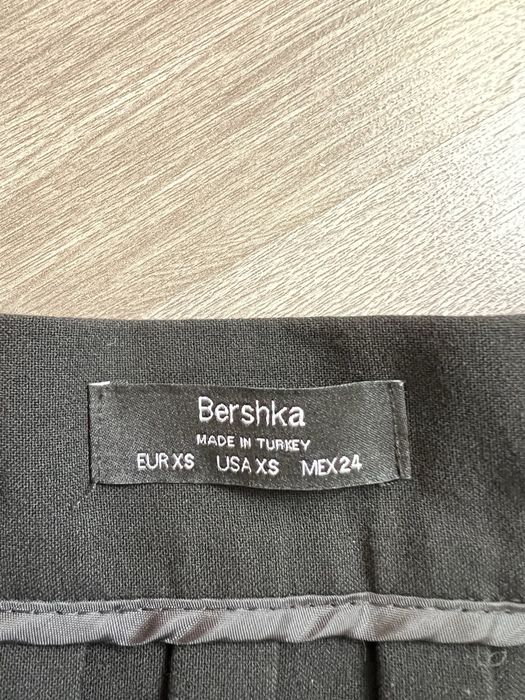 Bershka
MADE IN TURKEY
EUR XS USA XS MEX 24